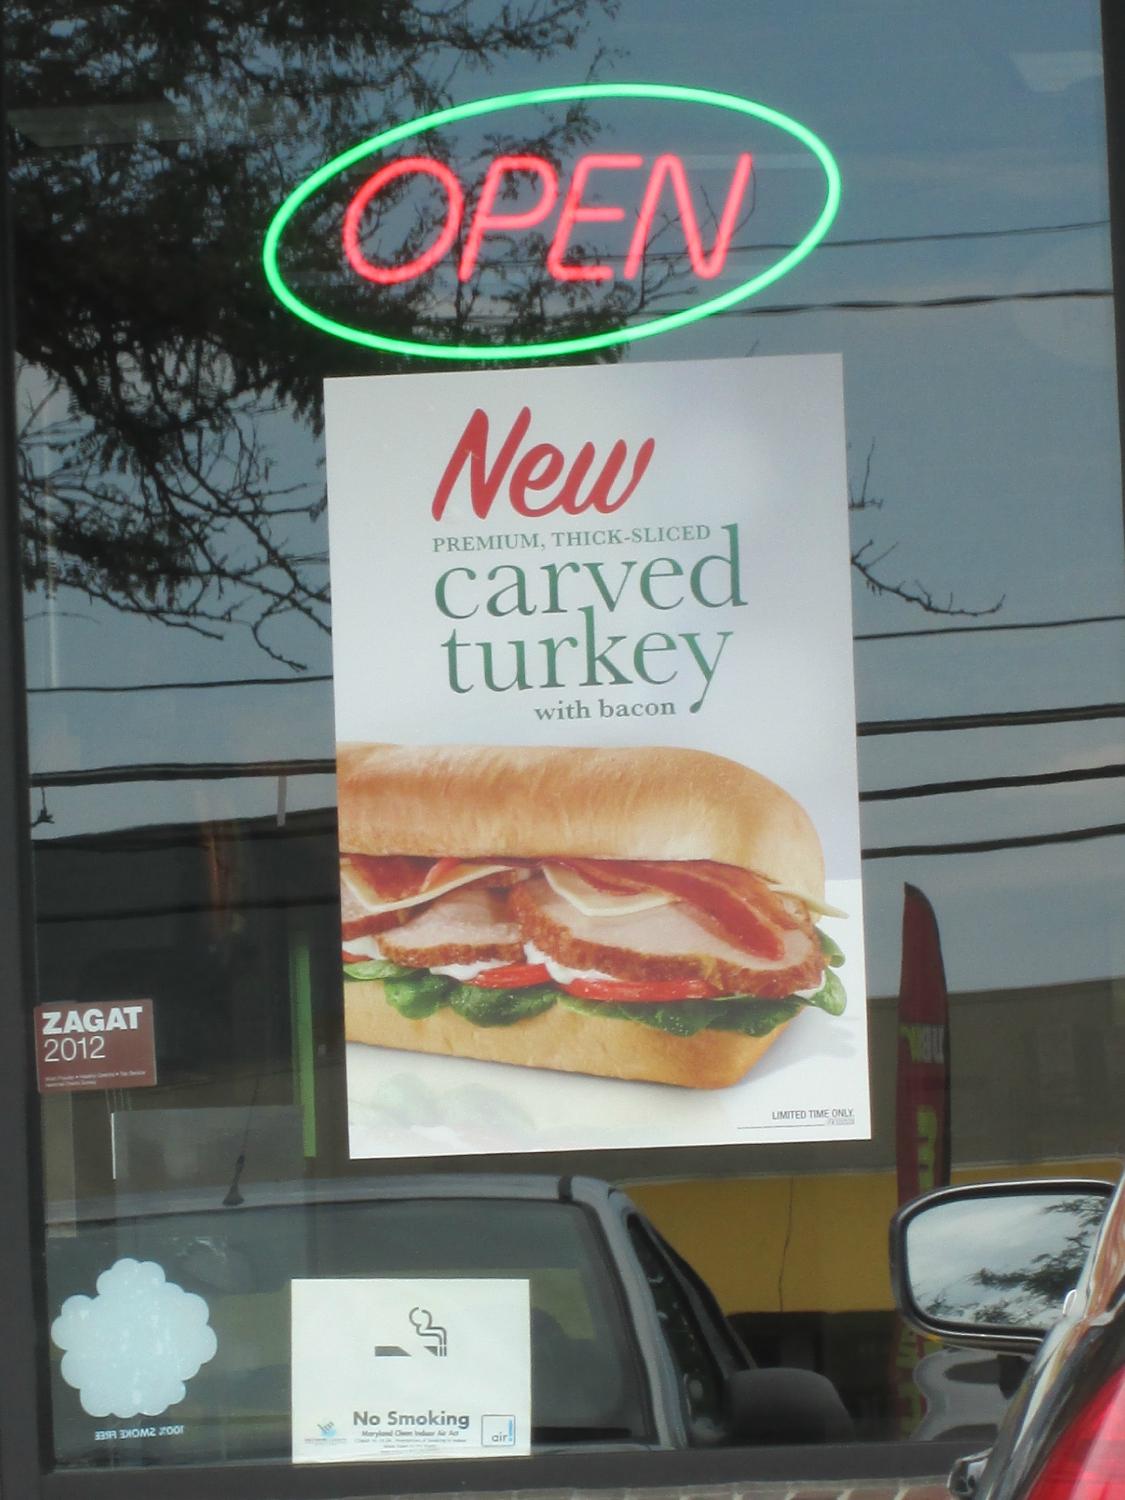 OPEN
New
PREMIUM, THICK-SLICED
carved
turkey
with bacon
LIMITED TIME ONLY.
ZAGAT
2012
100% SMOKE FREE
No Smoking
Maryland Clean Indoor Air Act
air!